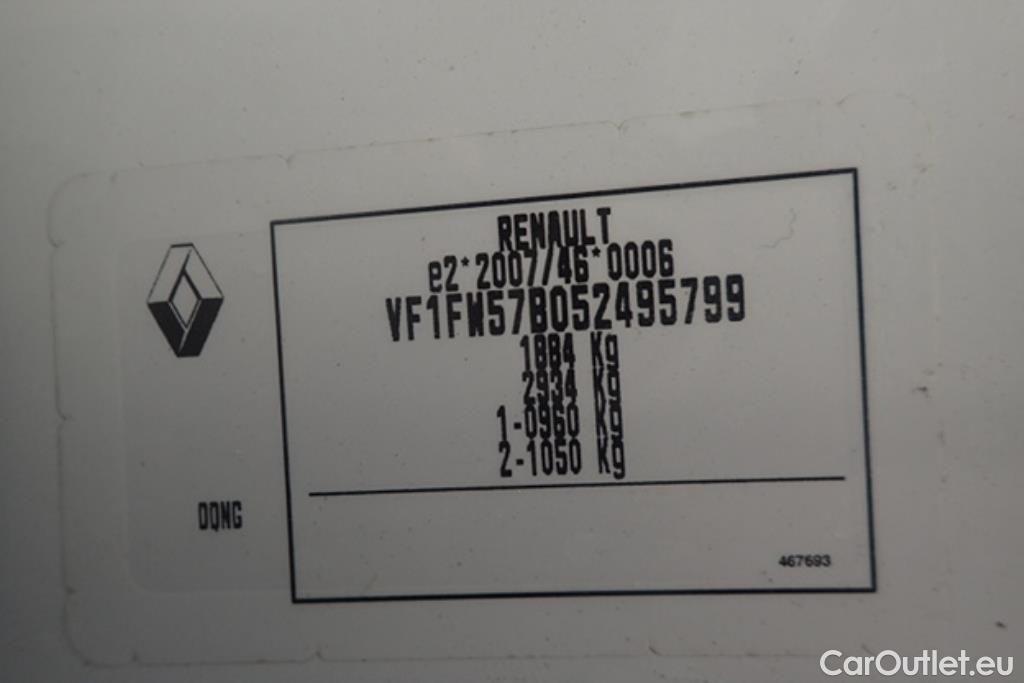 RENAULT
e2*2007/46*0006
VF1FW57B052495799
1884 Kg
2934 Kg
1-0960 Kg
2-1050 Kg
DQNG
467693
CarOutlet.eu